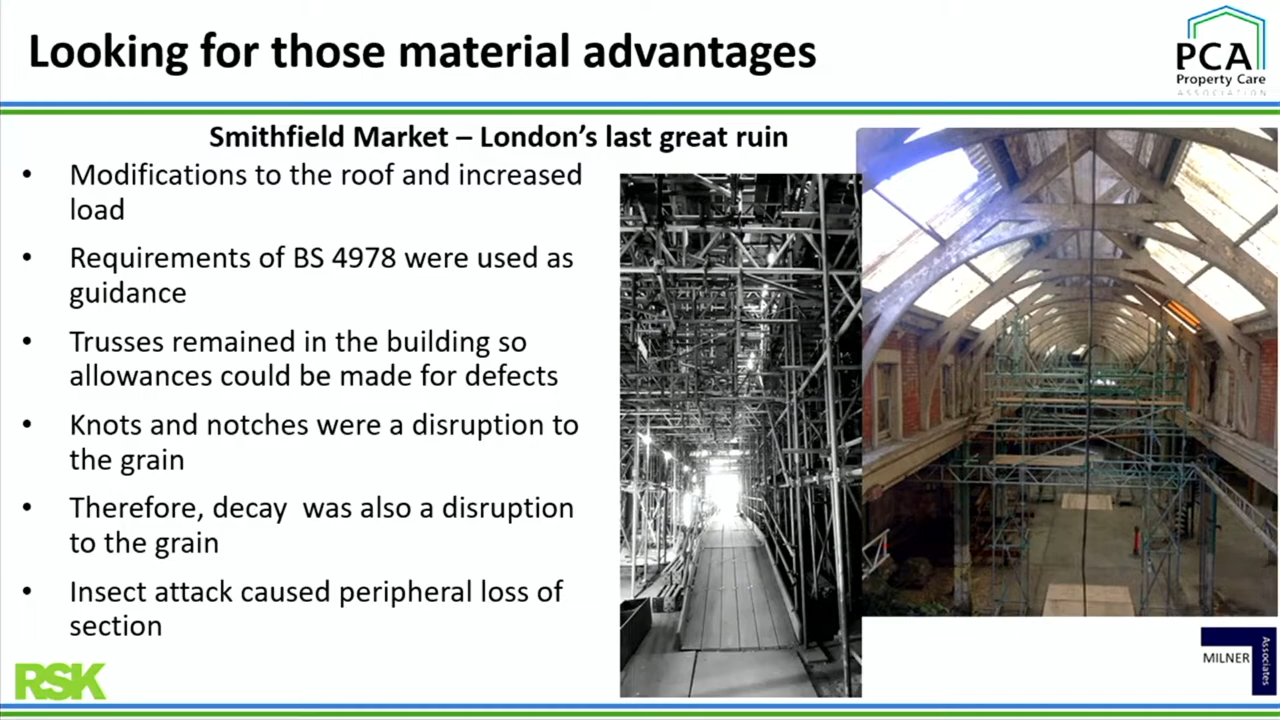 Looking for those material advantages
PCA
Property Care
ASSOCIATION
Smithfield Market – London's last great ruin
• Modifications to the roof and increased
load
• Requirements of BS 4978 were used as
guidance
• Trusses remained in the building so
allowances could be made for defects
• Knots and notches were a disruption to
the grain
• Therefore, decay  was also a disruption
to the grain
• Insect attack caused peripheral loss of
section
RSK
MILNER
Associates